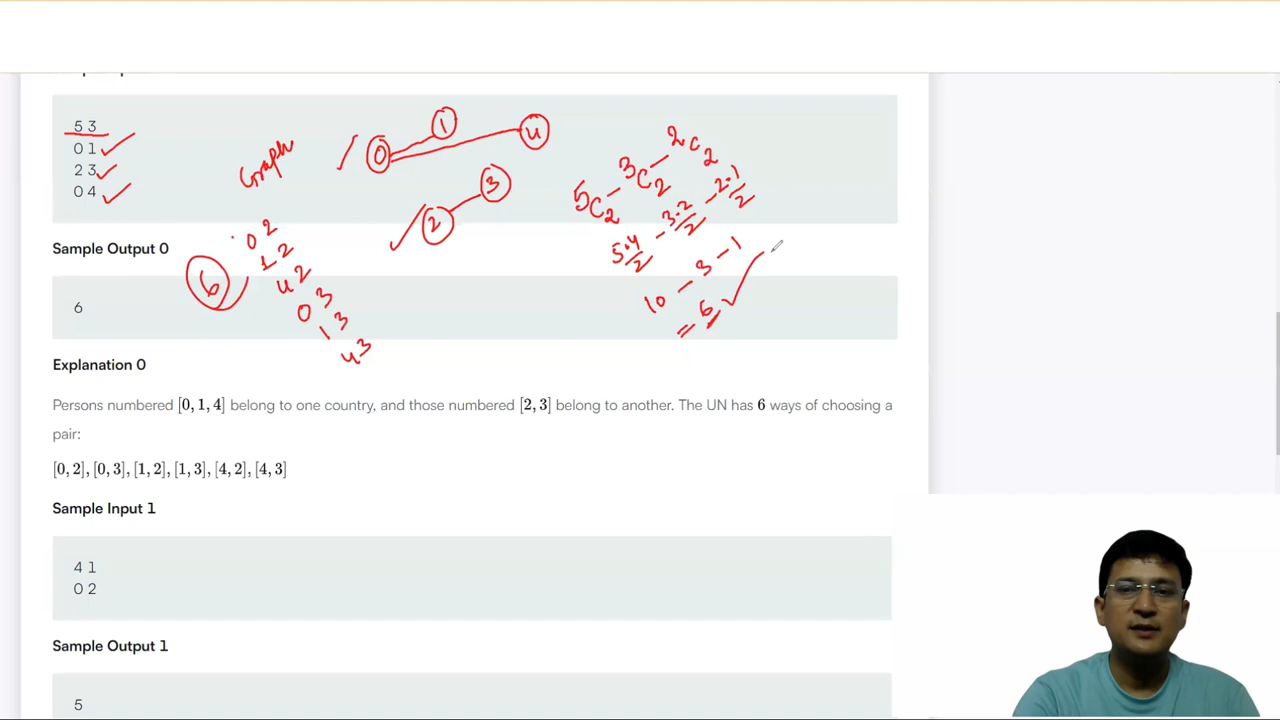 5 3
0 1
2 3
0 4
Graph
0
1
4
2
3
5C2 - 3C2 - 2C2
5·4/2 - 3·2/2 - 2·1/2
10 - 3 - 1
= 6
Sample Output 0
0 2
1 2
4 2
0 3
1 3
4 3
6
6
Explanation 0
Persons numbered [0, 1, 4] belong to one country, and those numbered [2, 3] belong to another. The UN has 6 ways of choosing a
pair:
[0, 2], [0, 3], [1, 2], [1, 3], [4, 2], [4, 3]
Sample Input 1
4 1
0 2
Sample Output 1
5